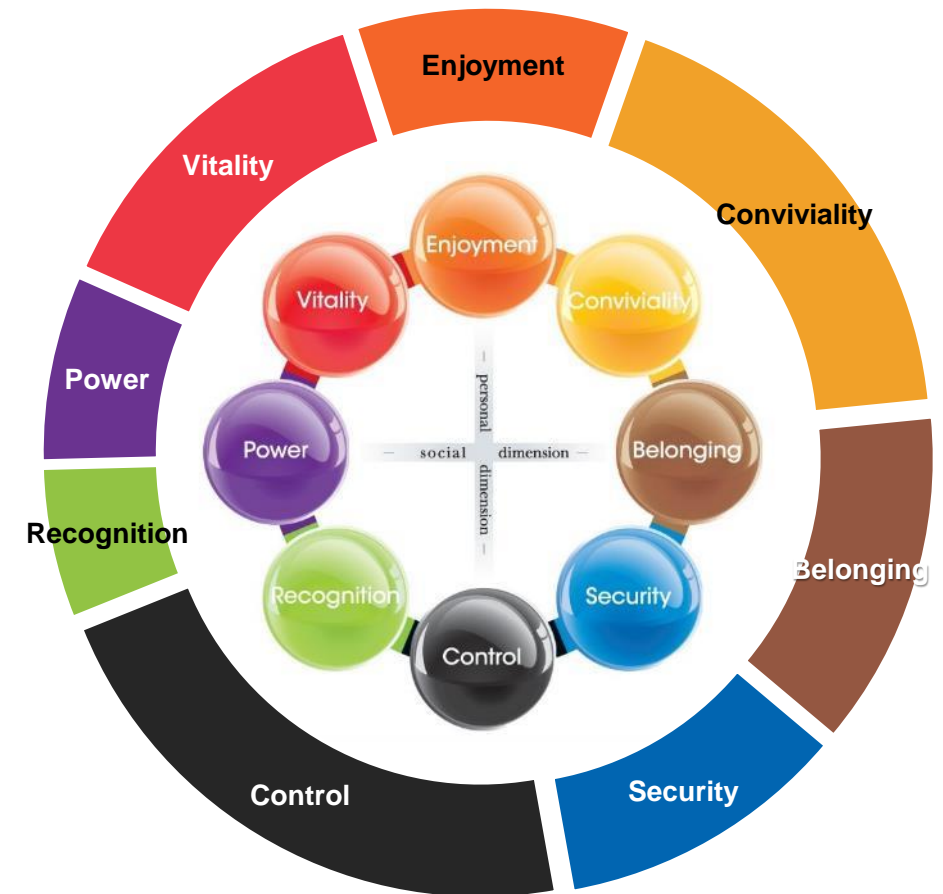 Enjoyment
Vitality
Conviviality
Power
Recognition
Belonging
Control
Security
Enjoyment
Vitality
Conviviality
Power
Belonging
Recognition
Security
Control
personal
social dimension
dimension